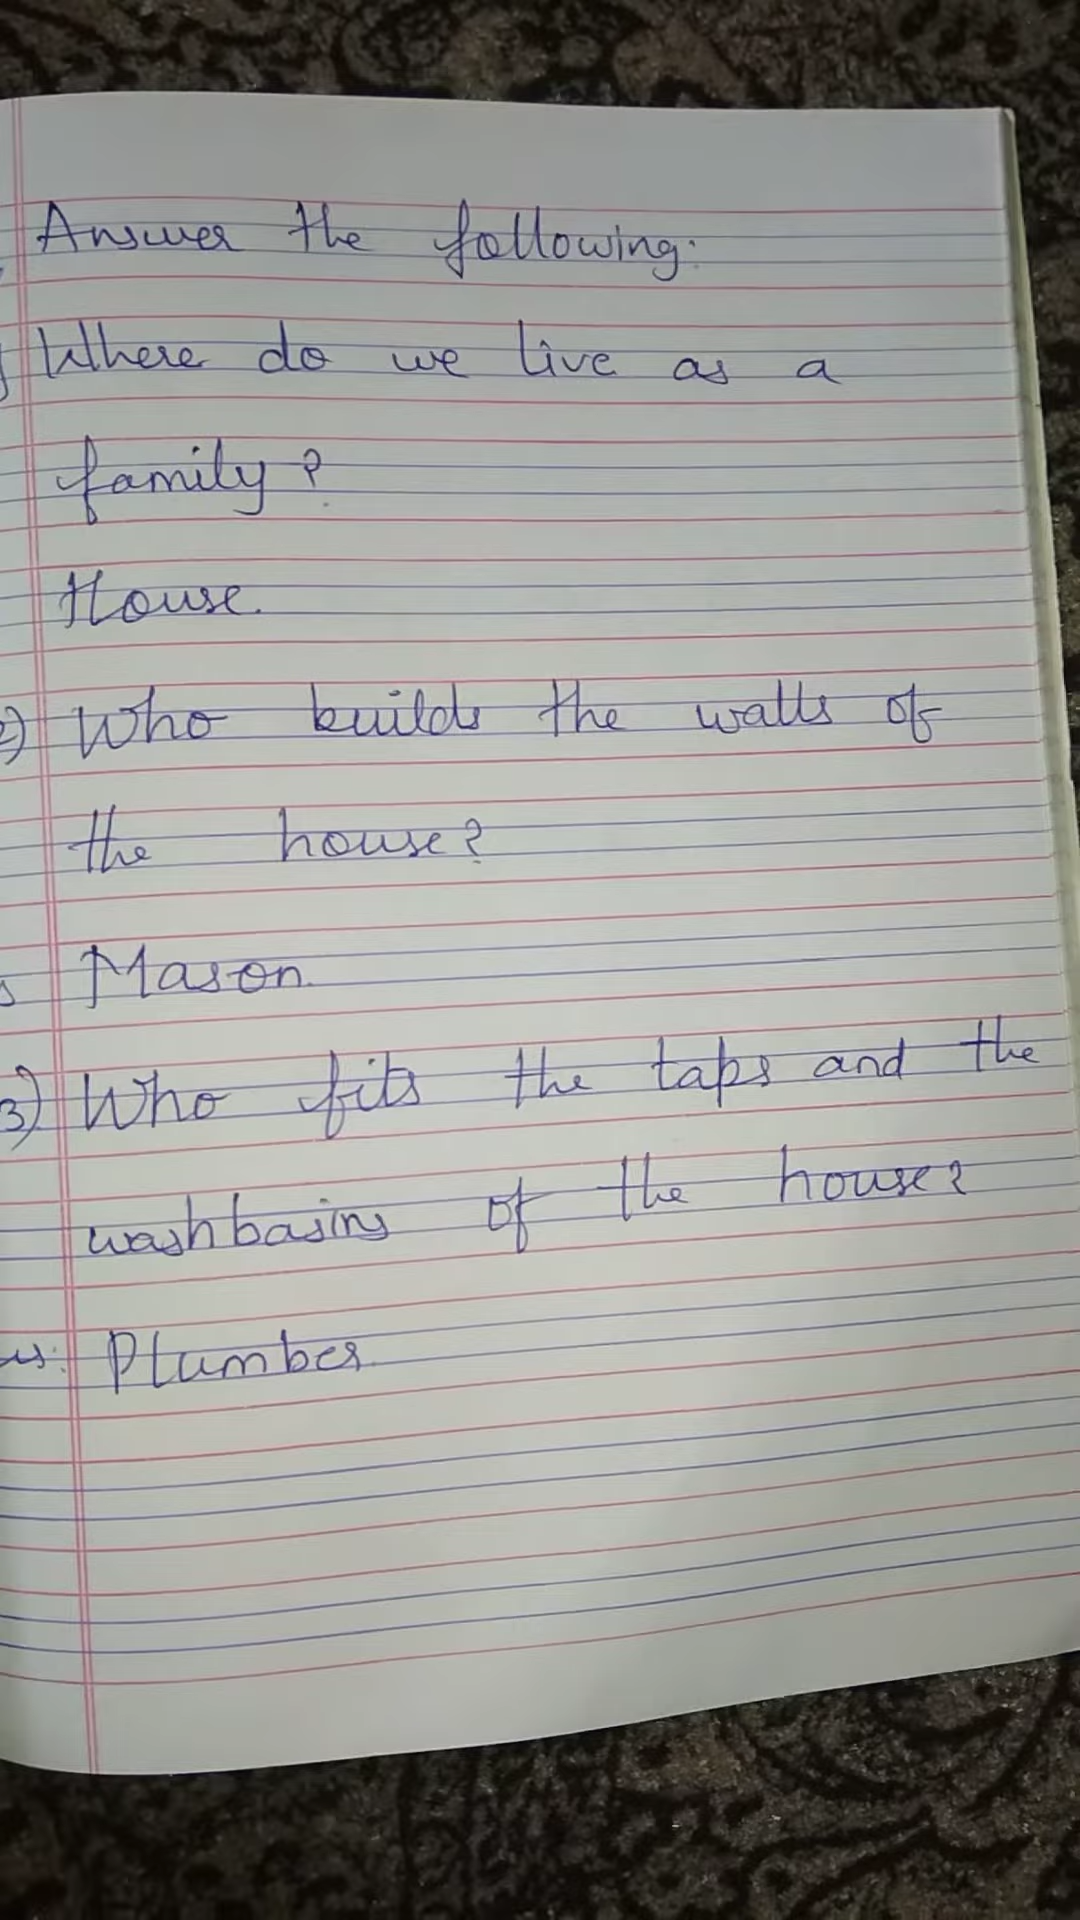 Answer the following:
Where do we live as a
family?
House.
2) Who builds the walls of
the house?
Mason.
3) Who fits the taps and the
washbasins of the house?
Plumber.